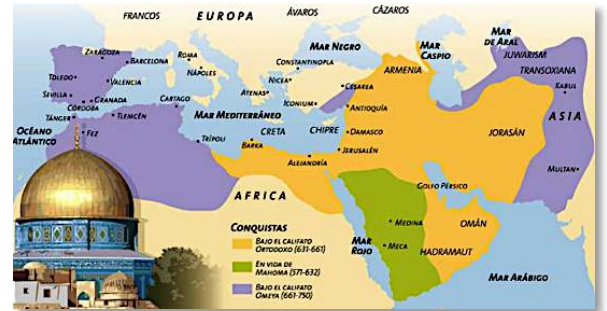 FRANCOS
EUROPA
ÁVAROS
CÁZAROS
MAR NEGRO
MAR
CASPIO
MAR
DE ARAL
JUWARISM
TRANSOXIANA
KABUL
ASIA
ZARAGOZA
BARCELONA
ROMA
NÁPOLES
CONSTANTINOPLA
NICEA
ATENAS
ICONIUM
CESAREA
ARMENIA
TOLEDO
VALENCIA
SEVILLA
GRANADA
CÓRDOBA
CARTAGO
ANTIOQUÍA
TÁNGER
TLEMCÉN
MAR MEDITERRÁNEO
CRETA
CHIPRE
DAMASCO
JORASÁN
OCÉANO
ATLÁNTICO
FEZ
TRÍPOLI
BARKA
JERUSALÉN
ALEJANDRÍA
MULTAN
AFRICA
GOLFO PÉRSICO
MEDINA
OMÁN
MAR
ROJO
MECA
HADRAMAUT
MAR ARÁBIGO
CONQUISTAS
BAJO EL CALIFATO
ORTODOXO (631-661)
EN VIDA DE
MAHOMA (571-632)
BAJO EL CALIFATO
OMEYA (661-750)